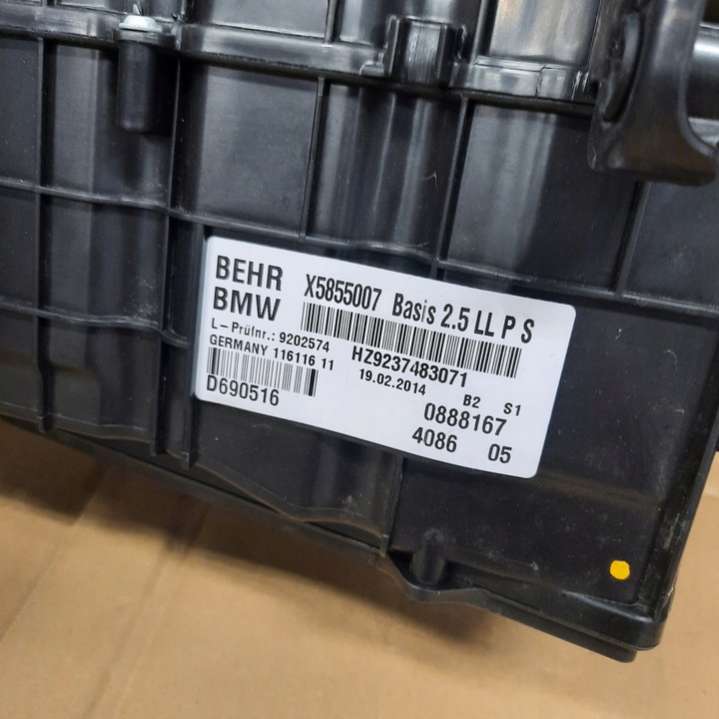 BEHR X5855007 Basis 2.5 LL P S
BMW
L-Prüfnr.: 9202574 HZ9237483071
GERMANY 116116 11 19.02.2014 B2 S1
D690516 0888167
4086 05